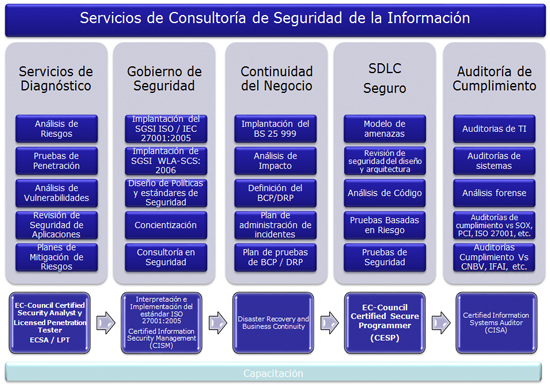 Servicios de Consultoría de Seguridad de la Información
Servicios de
Diagnóstico
Análisis de
Riesgos
Pruebas de
Penetración
Análisis de
Vulnerabilidades
Revisión de
Seguridad de
Aplicaciones
Planes de
Mitigación de
Riesgos
EC-Council Certified
Security Analyst y
Licensed Penetration
Tester
ECSA / LPT
Gobierno de
Seguridad
Implantación del
SGSI ISO / IEC
27001:2005
Implantación de
SGSI WLA-SCS:
2006
Diseño de Políticas
y estándares de
Seguridad
Concientización
Consultoría en
Seguridad
Interpretación e
Implementación del
estándar ISO
27001:2005
Certified Information
Security Management
(CISM)
Continuidad
del Negocio
Implantación del
BS 25 999
Análisis de
Impacto
Definición del
BCP/DRP
Plan de
administración de
incidentes
Plan de pruebas
de BCP / DRP
Disaster Recovery and
Business Continuity
SDLC
Seguro
Modelo de
amenazas
Revisión de
seguridad del diseño
y arquitectura
Análisis de Código
Pruebas Basadas
en Riesgo
Pruebas de
Seguridad
EC-Council
Certified Secure
Programmer
(CESP)
Auditoría de
Cumplimiento
Auditorias de TI
Auditorías de
sistemas
Análisis forense
Auditorías de
cumplimiento vs SOX,
PCI, ISO 27001, etc.
Auditorías
Cumplimiento Vs
CNBV, IFAI, etc.
Certified Information
Systems Auditor
(CISA)
Capacitación